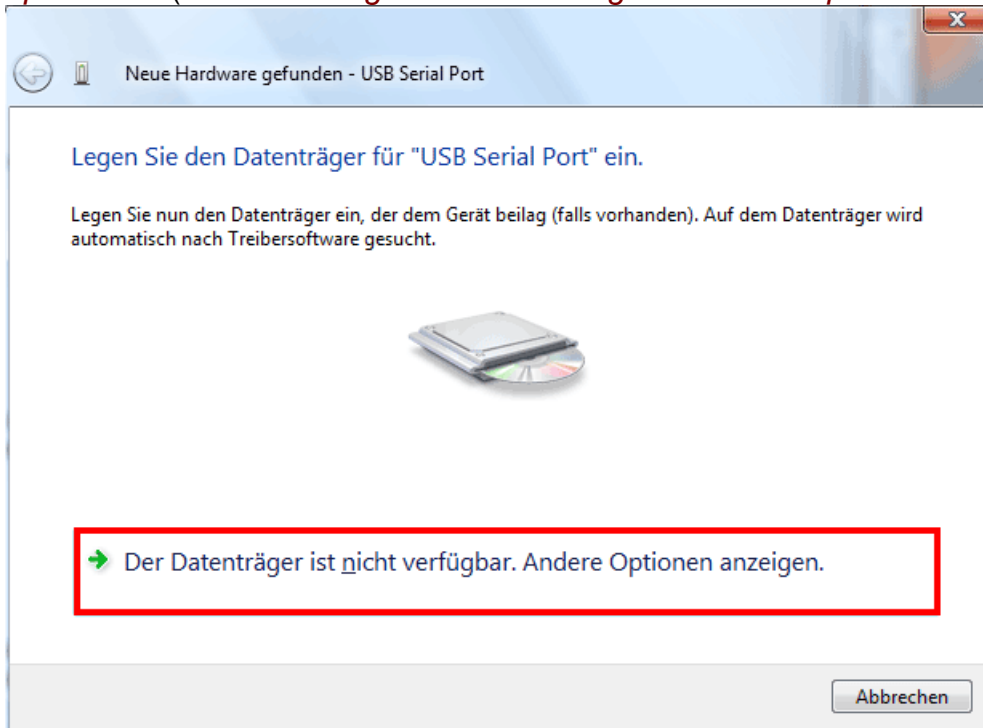 Neue Hardware gefunden - USB Serial Port
Legen Sie den Datenträger für "USB Serial Port" ein.
Legen Sie nun den Datenträger ein, der dem Gerät beilag (falls vorhanden). Auf dem Datenträger wird
automatisch nach Treibersoftware gesucht.
Der Datenträger ist nicht verfügbar. Andere Optionen anzeigen.
Abbrechen